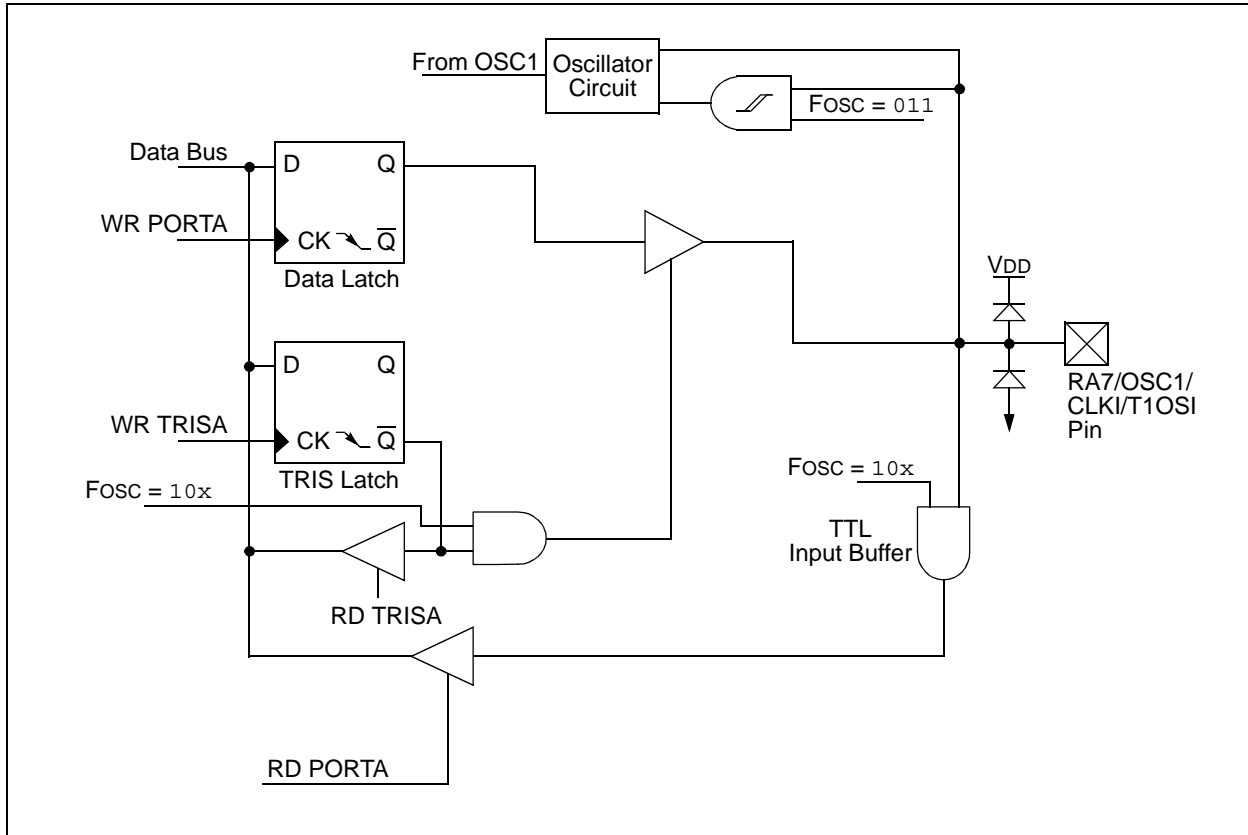 From OSC1
Oscillator
Circuit
FOSC = 011
Data Bus
D
Q
WR PORTA
CK
Q̅
Data Latch
VDD
D
Q
RA7/OSC1/
CLKI/T1OSI
Pin
WR TRISA
CK
Q̅
TRIS Latch
FOSC = 10x
FOSC = 10x
TTL
Input Buffer
RD TRISA
RD PORTA